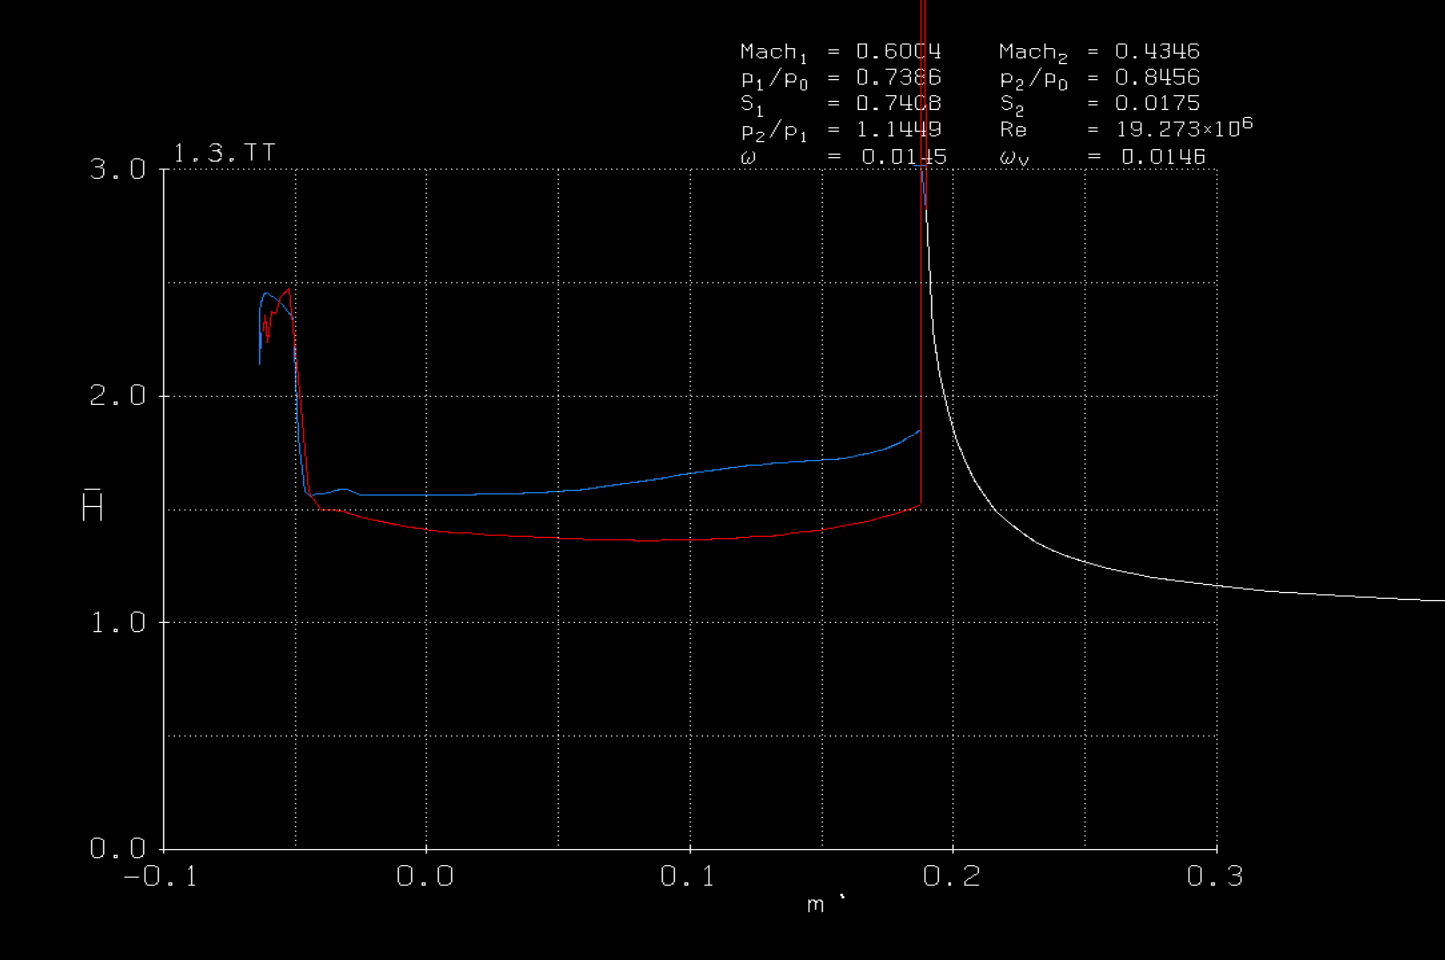 Mach₁ = 0.6004 Mach₂ = 0.4346
p₁/p₀ = 0.7386 p₂/p₀ = 0.8456
S₁ = 0.7408 S₂ = 0.0175
p₂/p₁ = 1.1449 Re = 19.273×10⁶
ω = 0.0145 ωᵥ = 0.0146
1.3.TT
3.0
2.0
H̄
1.0
0.0
-0.1 0.0 0.1 0.2 0.3
m'